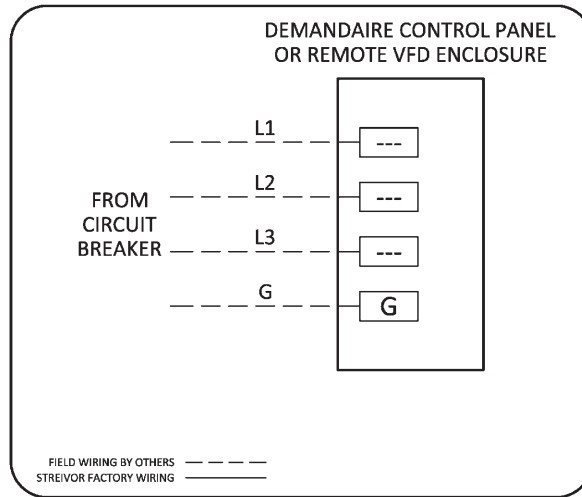 DEMANDAIRE CONTROL PANEL
OR REMOTE VFD ENCLOSURE
L1
---
L2
---
FROM
CIRCUIT
BREAKER
L3
---
G
G
FIELD WIRING BY OTHERS
STREIVOR FACTORY WIRING